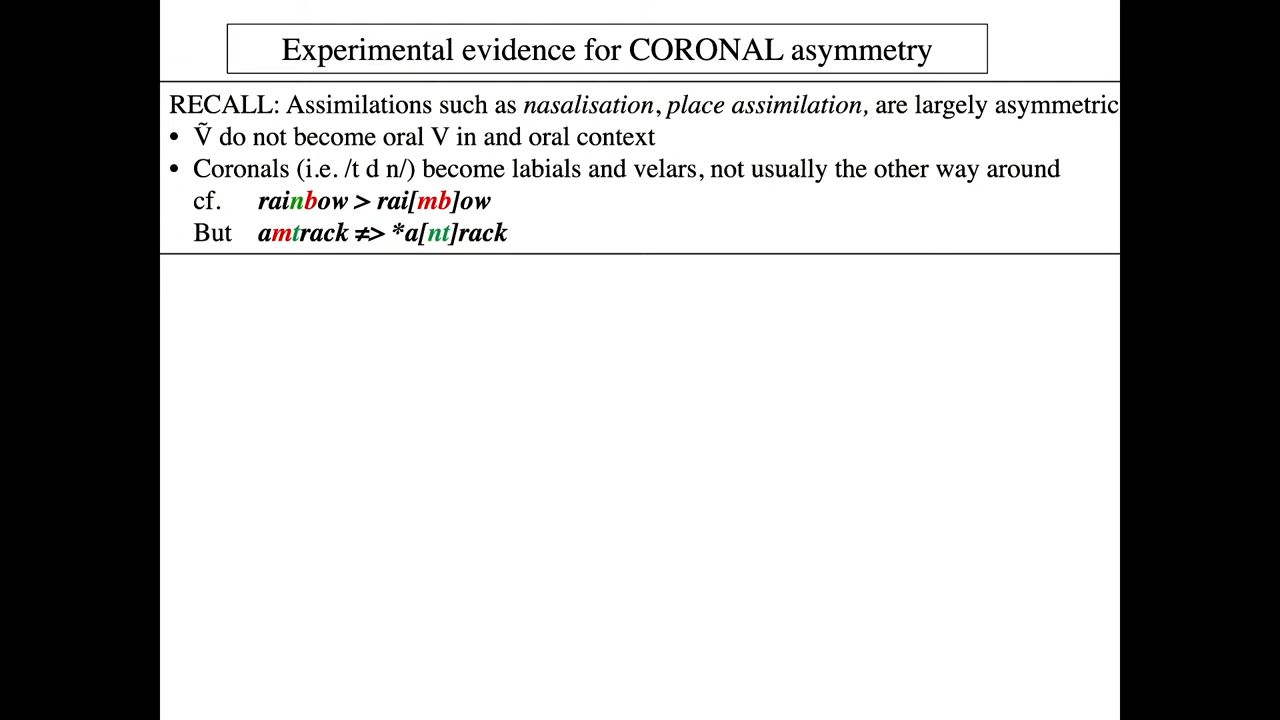 Experimental evidence for CORONAL asymmetry
RECALL: Assimilations such as nasalisation, place assimilation, are largely asymmetric
• Ṽ do not become oral V in and oral context
• Coronals (i.e. /t d n/) become labials and velars, not usually the other way around
cf. rainbow > rai[mb]ow
But amtrack ≠> *a[nt]rack